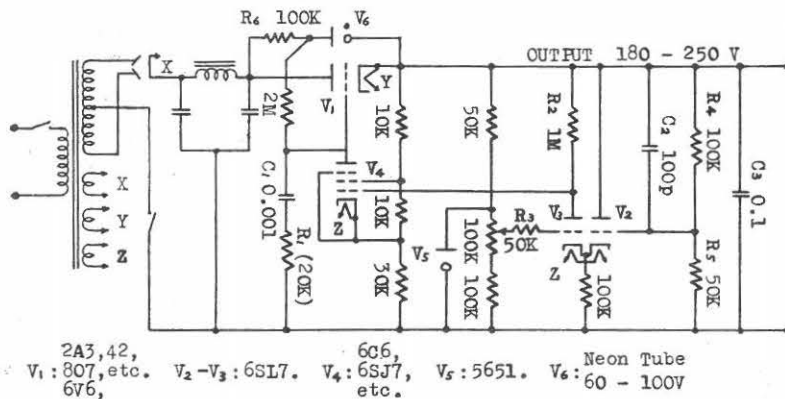 R₆ 100K
V₆
OUTPUT 180 - 250 V
X
Y
V₁
2M
10K
50K
R₂ 1M
C₂ 100p
R₄ 100K
C₃ 0.1
C₁ 0.001
V₄
10K
Z
R₁ (20K)
30K
V₅
100K
100K
R₃
50K
V₃
V₂
Z
100K
R₅ 50K
X
Y
Z
2A3,42,
V₁: 807,etc.
6V6,
V₂-V₃:6SL7.
6C6,
V₄:6SJ7,
etc.
V₅:5651.
V₆: Neon Tube
60 - 100V